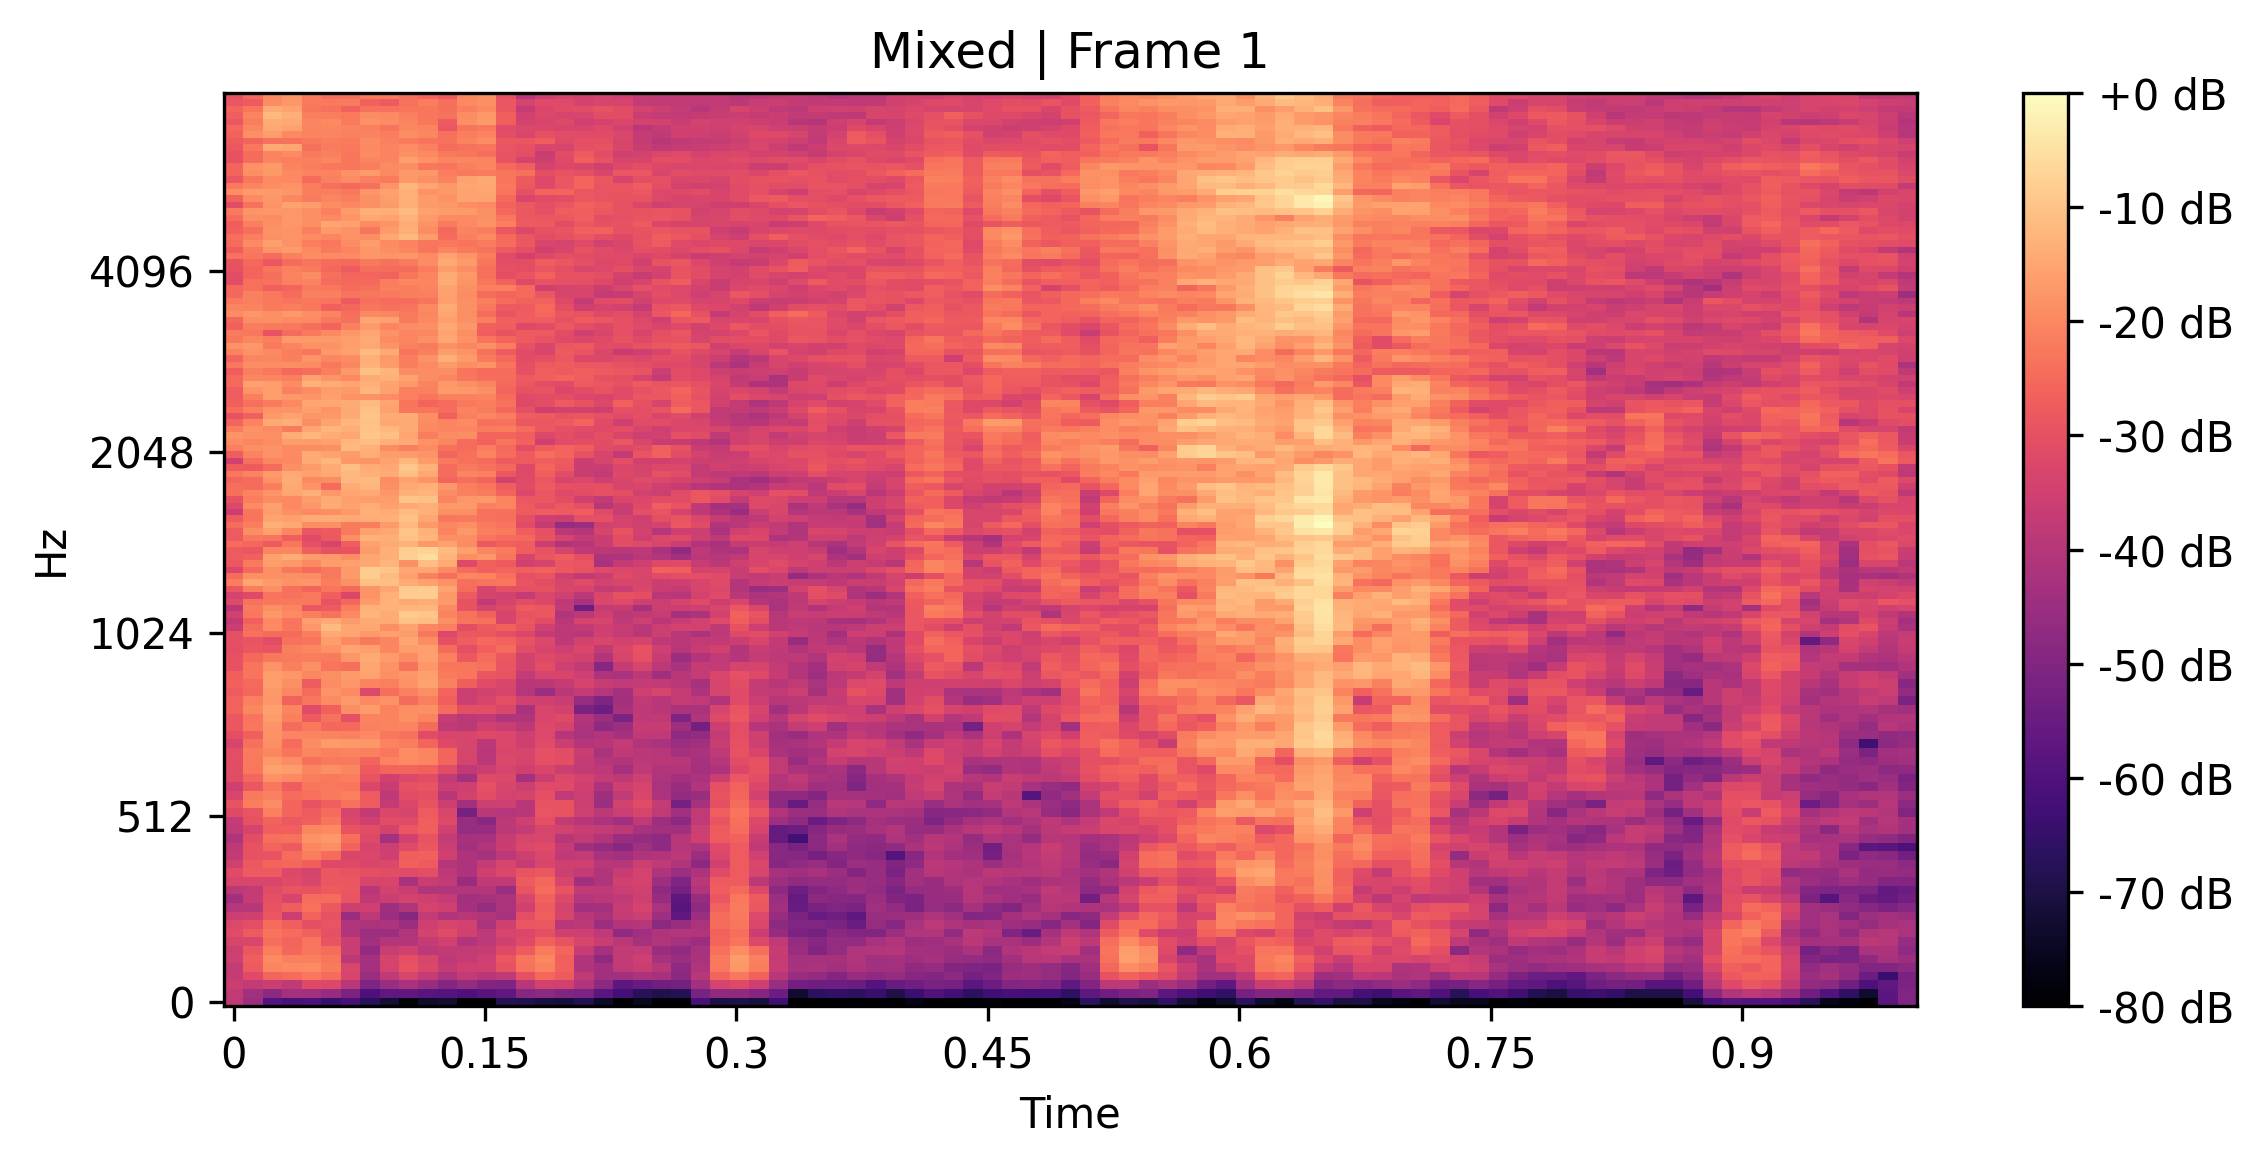 Mixed | Frame 1
Hz
4096
2048
1024
512
0
0 0.15 0.3 0.45 0.6 0.75 0.9
Time
+0 dB
-10 dB
-20 dB
-30 dB
-40 dB
-50 dB
-60 dB
-70 dB
-80 dB